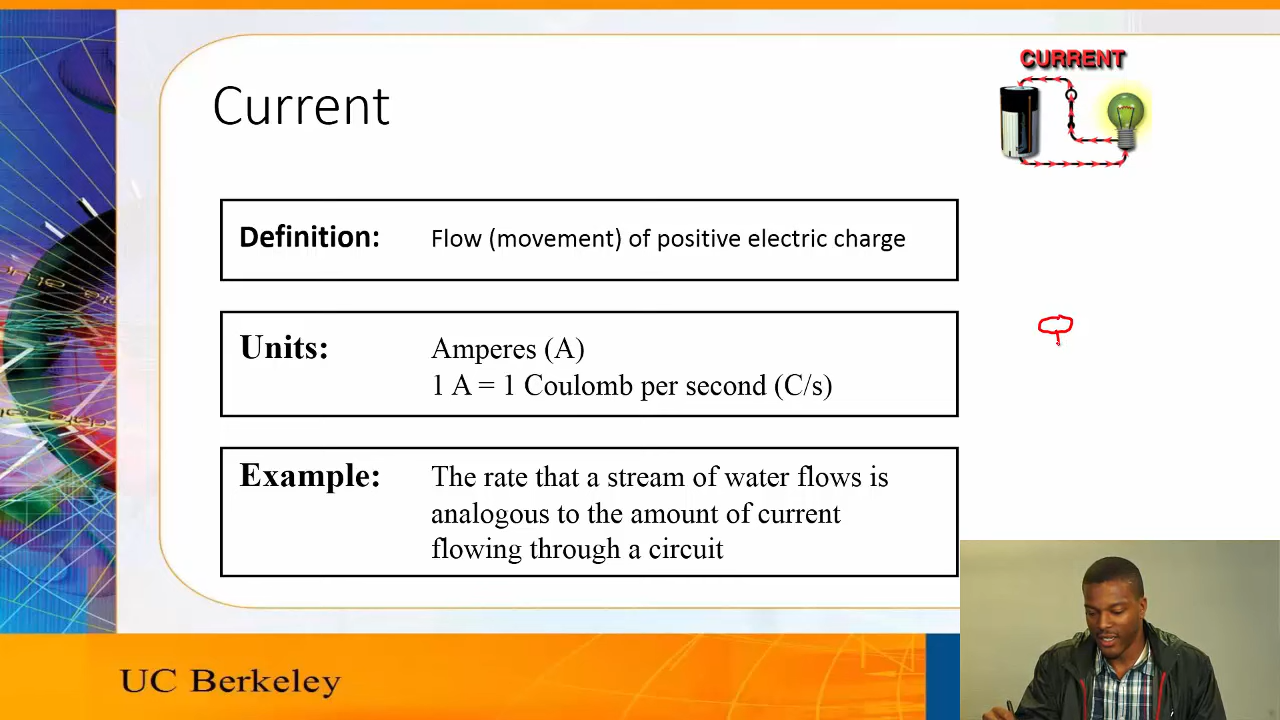 CURRENT
Current
Definition: Flow (movement) of positive electric charge
Units: Amperes (A)
1 A = 1 Coulomb per second (C/s)
Example: The rate that a stream of water flows is
analogous to the amount of current
flowing through a circuit
UC Berkeley